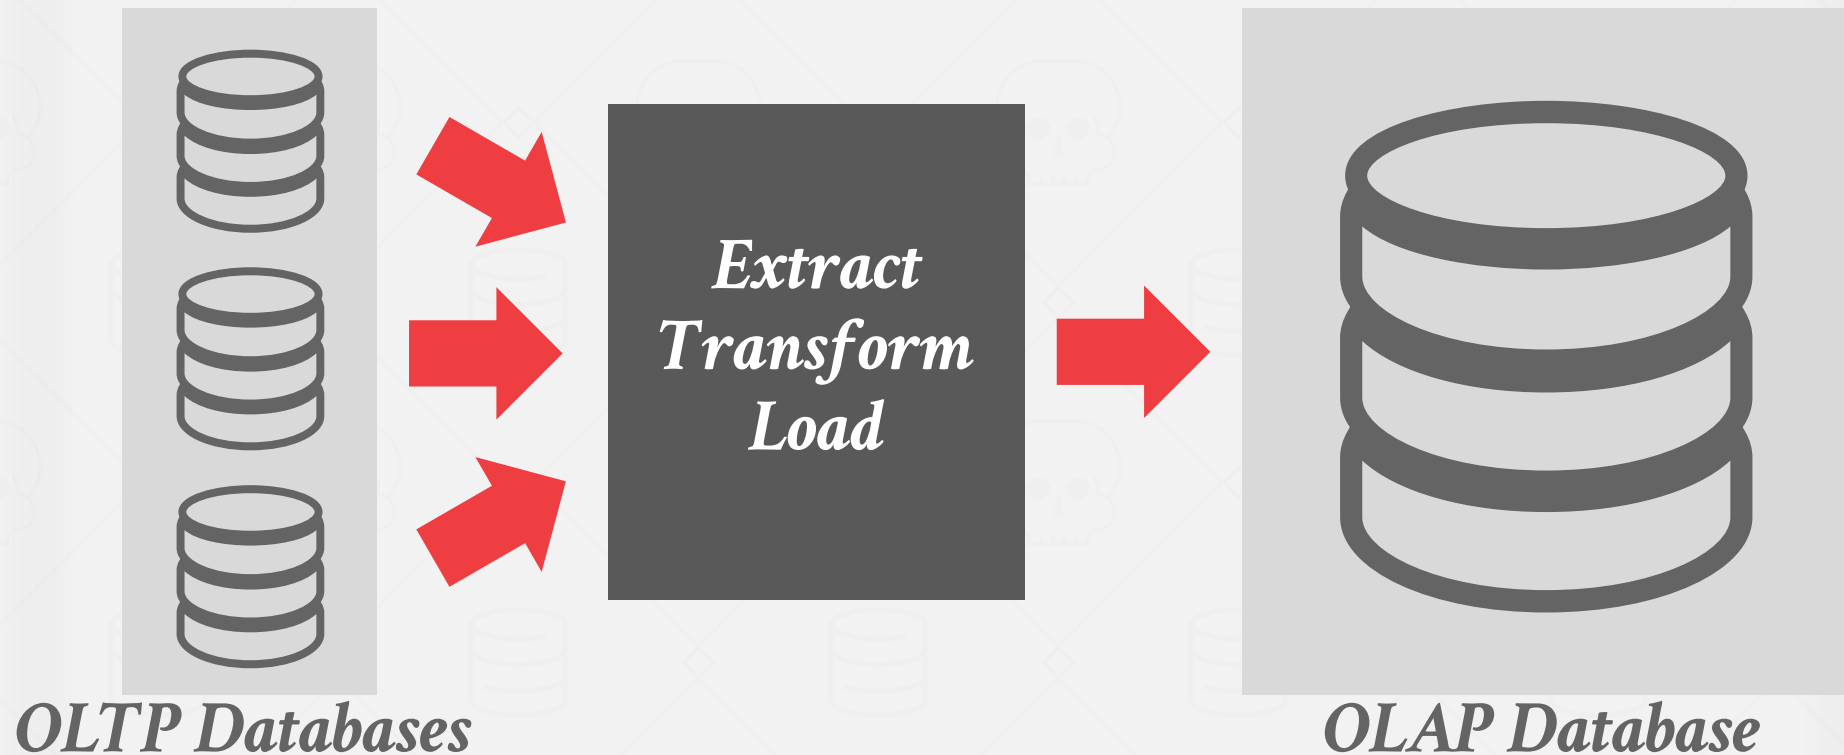 Extract
Transform
Load
OLTP Databases
OLAP Database